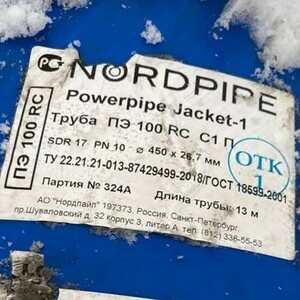 NORDPIPE
Powerpipe Jacket-1
ПЭ 100 RC
Труба ПЭ 100 RC С1 П
SDR 17 PN 10 ⌀ 450 x 26,7 мм
ТУ 22.21.21-013-87429499-2018/ГОСТ 18599-2001
Партия № 324А Длина трубы: 13 м
АО "Нордпайп" 197373, Россия, Санкт-Петербург,
пр.Шуваловский д. 32 корпус 3, литер А тел. (812) 336-55-53
ОТК
1